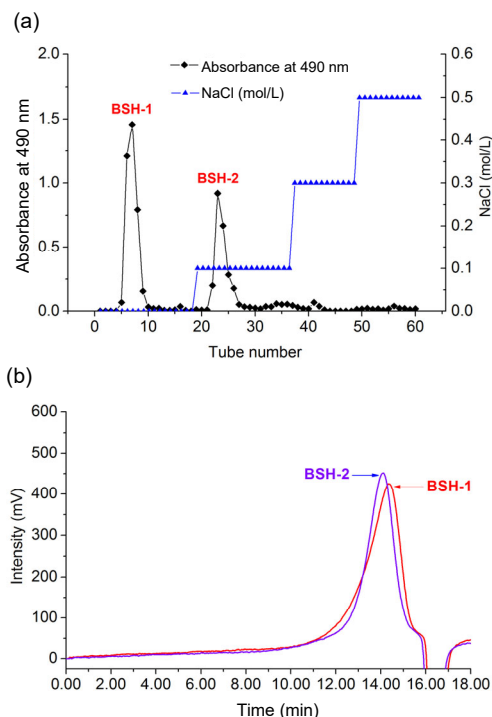 (a)
Absorbance at 490 nm
NaCl (mol/L)
BSH-1
BSH-2
2.0
1.5
1.0
0.5
0.0
0.6
0.5
0.4
0.3
0.2
0.1
0.0
0 10 20 30 40 50 60
Absorbance at 490 nm
NaCl (mol/L)
Tube number
(b)
600
500
400
300
200
100
50
0
BSH-2
BSH-1
Intensity (mV)
0.00 2.00 4.00 6.00 8.00 10.00 12.00 14.00 16.00 18.00
Time (min)